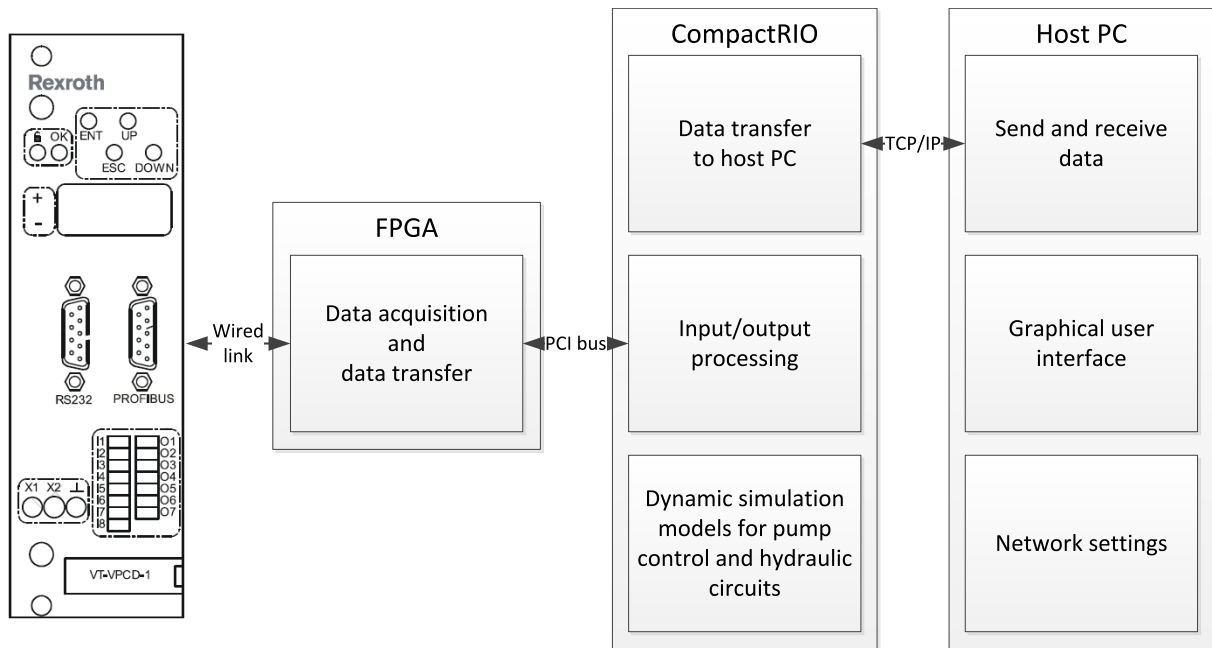 Rexroth
OK
ENT UP
ESC DOWN
+
-
RS232 PROFIBUS
I1 O1
I2 O2
I3 O3
I4 O4
I5 O5
I6 O6
I7 O7
I8
X1 X2
VT-VPCD-1
Wired
link
FPGA
Data acquisition
and
data transfer
PCI bus
CompactRIO
Data transfer
to host PC
Input/output
processing
Dynamic simulation
models for pump
control and hydraulic
circuits
TCP/IP
Host PC
Send and receive
data
Graphical user
interface
Network settings